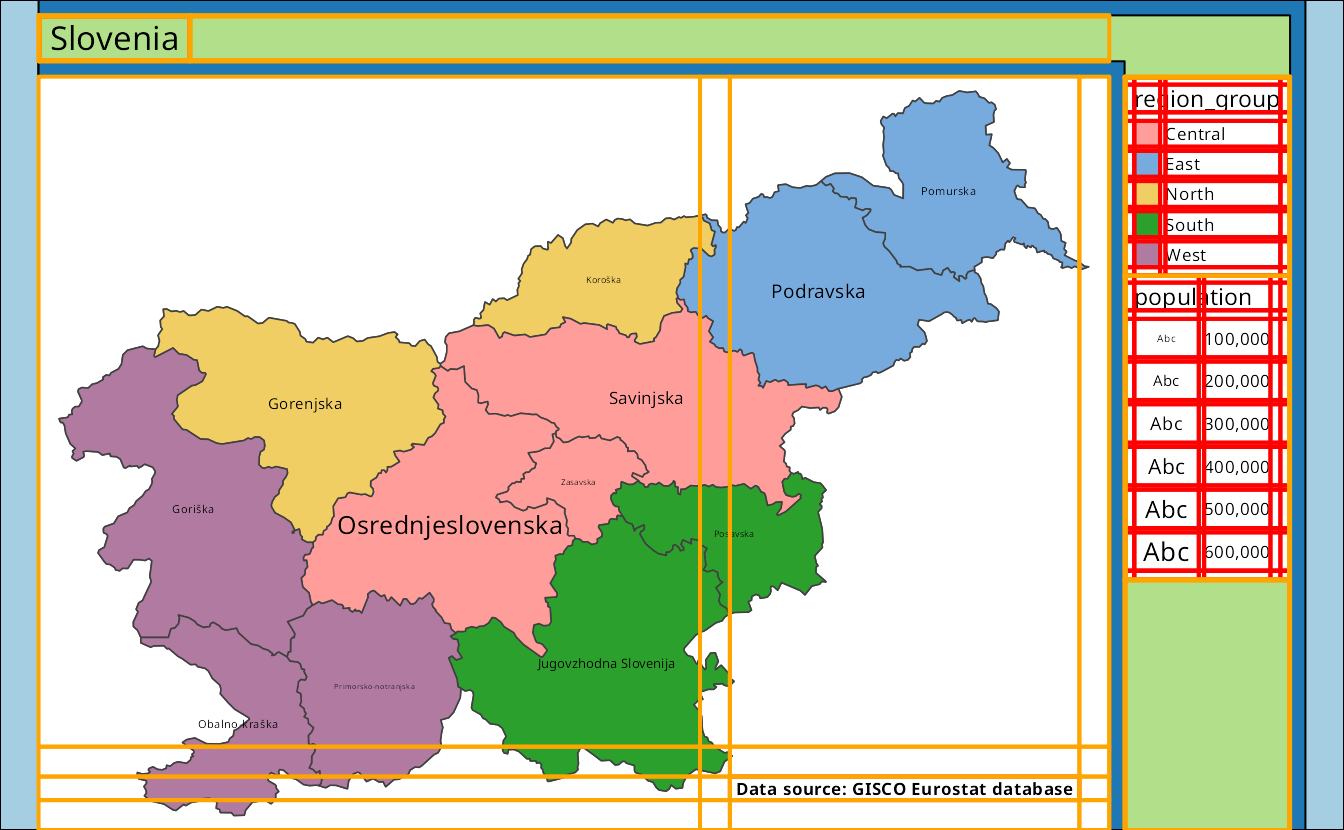 Slovenia
region_group
Central
East
North
South
West
population
Abc 100,000
Abc 200,000
Abc 300,000
Abc 400,000
Abc 500,000
Abc 600,000
Pomurska
Koroška
Podravska
Gorenjska
Savinjska
Zasavska
Goriška
Osrednjeslovenska
Posavska
Jugovzhodna Slovenija
Primorsko-notranjska
Obalno-kraška
Data source: GISCO Eurostat database